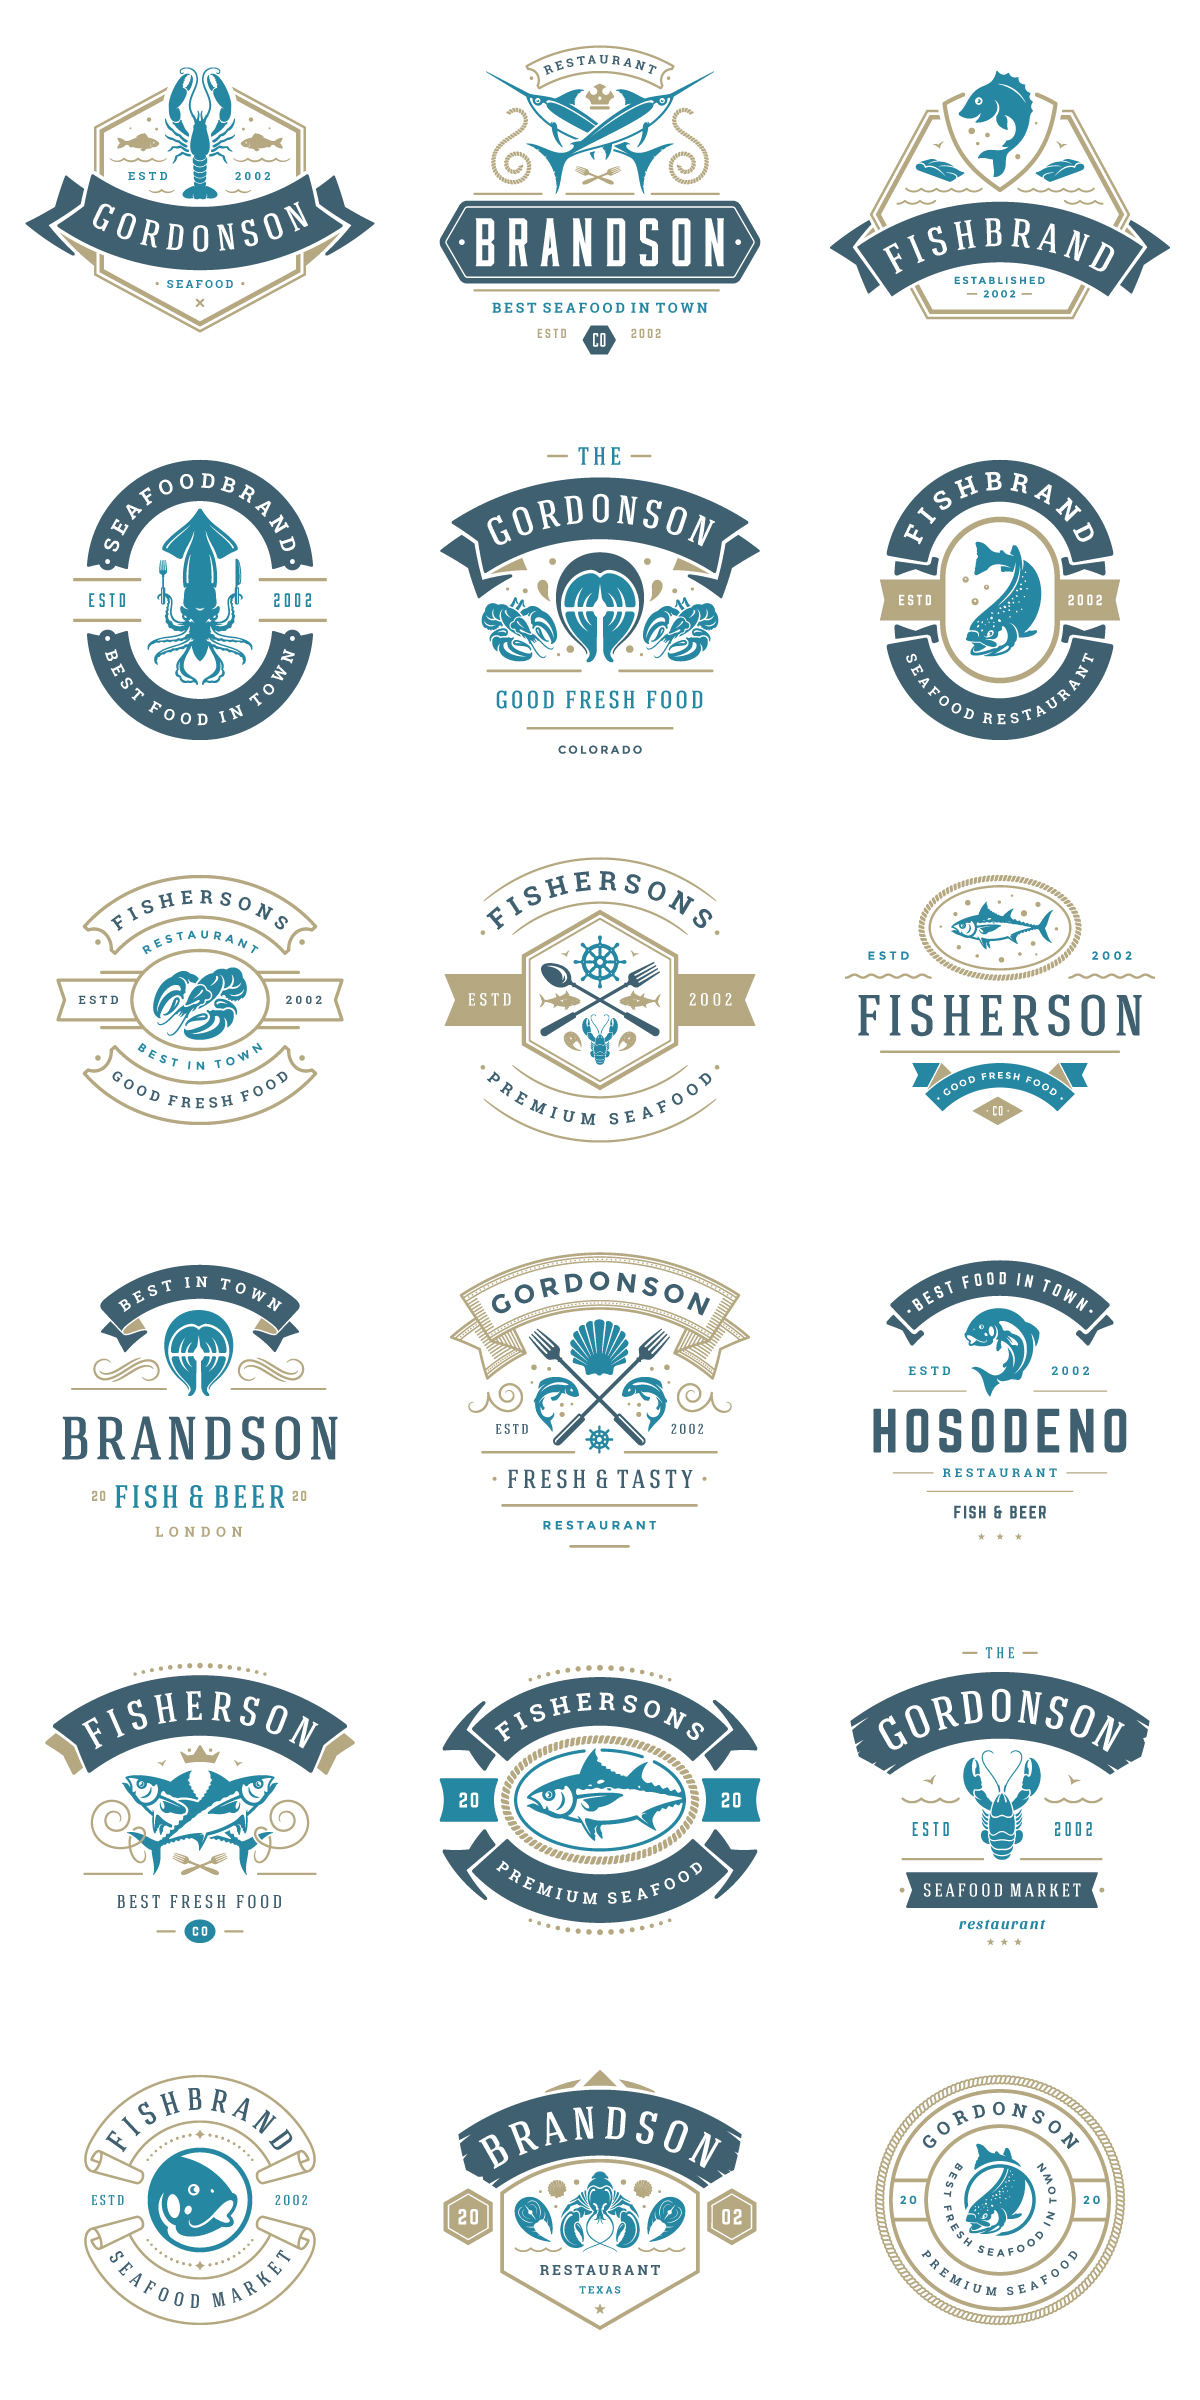 ESTD 2002
GORDONSON
· SEAFOOD ·
RESTAURANT
BRANDSON
BEST SEAFOOD IN TOWN
ESTD CO 2002
FISHBRAND
ESTABLISHED
— 2002 —
SEAFOODBRAND
ESTD 2002
BEST FOOD IN TOWN
— THE —
GORDONSON
GOOD FRESH FOOD
COLORADO
FISHBRAND
ESTD 2002
SEAFOOD RESTAURANT
FISHERSONS
RESTAURANT
ESTD 2002
BEST IN TOWN
GOOD FRESH FOOD
FISHERSONS
ESTD 2002
PREMIUM SEAFOOD
ESTD 2002
FISHERSON
· GOOD FRESH FOOD ·
· CO ·
BEST IN TOWN
BRANDSON
20 FISH & BEER 20
LONDON
GORDONSON
ESTD 2002
· FRESH & TASTY ·
RESTAURANT
· BEST FOOD IN TOWN ·
ESTD 2002
HOSODENO
RESTAURANT
FISH & BEER
FISHERSON
BEST FRESH FOOD
CO
FISHERSONS
20 20
PREMIUM SEAFOOD
— THE —
GORDONSON
ESTD 2002
SEAFOOD MARKET
restaurant
FISHBRAND
ESTD 2002
SEAFOOD MARKET
BRANDSON
20 02
RESTAURANT
TEXAS
GORDONSON
20 20
BEST FRESH SEAFOOD IN TOWN
PREMIUM SEAFOOD